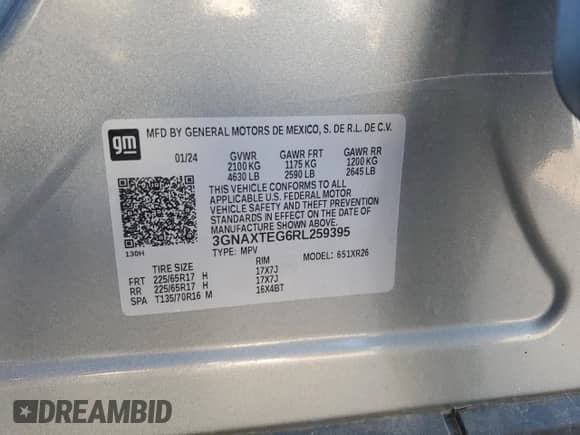 gm
MFD BY GENERAL MOTORS DE MEXICO, S. DE R.L. DE C.V.
01/24 GVWR GAWR FRT GAWR RR
2100 KG 1175 KG 1200 KG
4630 LB 2590 LB 2645 LB
THIS VEHICLE CONFORMS TO ALL
APPLICABLE U.S. FEDERAL MOTOR
VEHICLE SAFETY AND THEFT PREVENTION
STANDARDS IN EFFECT ON THE DATE OF
MANUFACTURE SHOWN ABOVE.
3GNAXTEG6RL259395
130H
TYPE: MPV MODEL: 651XR26
TIRE SIZE RIM
FRT 225/65R17 H 17X7J
RR 225/65R17 H 17X7J
SPA T135/70R16 M 16X4BT
DREAMBID